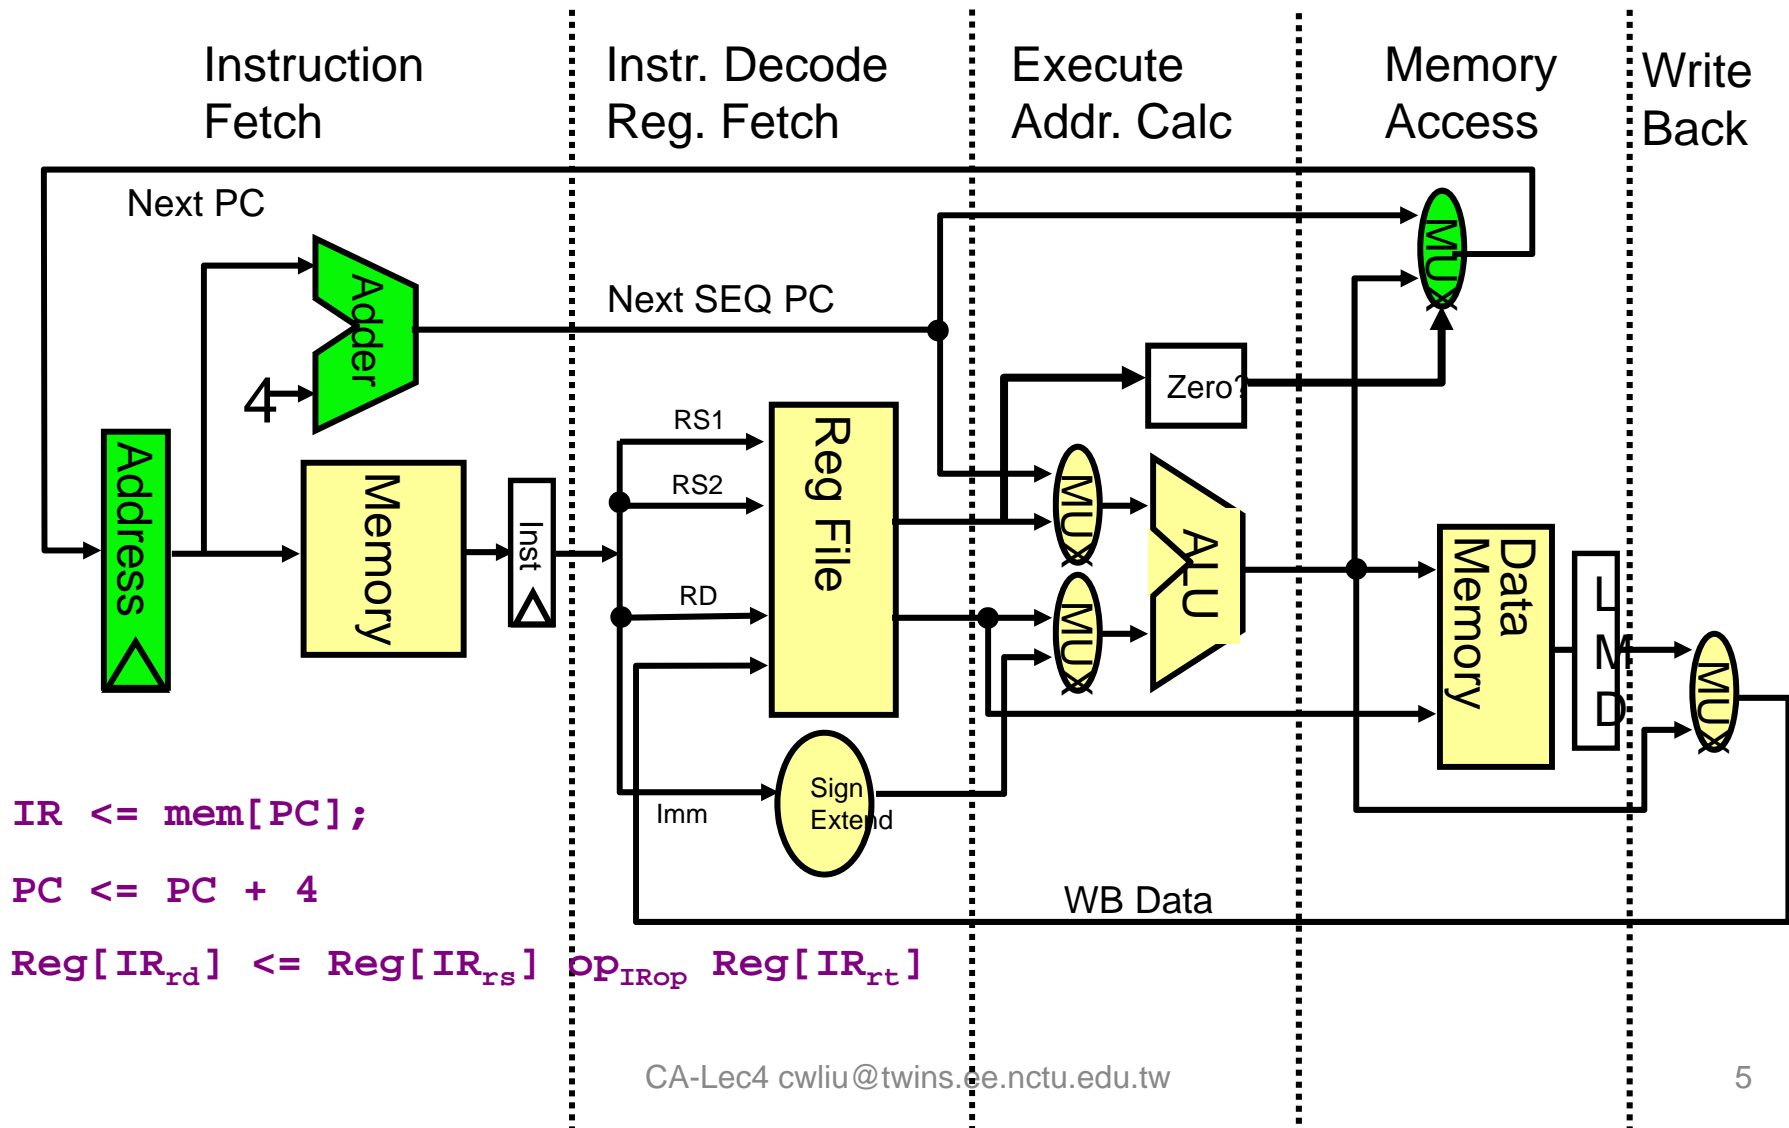 Instruction
Fetch
Instr. Decode
Reg. Fetch
Execute
Addr. Calc
Memory
Access
Write
Back
Next PC
Adder
4
Next SEQ PC
MUX
Zero?
Address
Memory
Inst
RS1
RS2
RD
Imm
Reg File
Sign
Extend
MUX
MUX
ALU
Data
Memory
L
M
D
MUX
WB Data
IR <= mem[PC];
PC <= PC + 4
Reg[IRrd] <= Reg[IRrs] opIRop Reg[IRrt]
CA-Lec4 cwliu@twins.ee.nctu.edu.tw
5